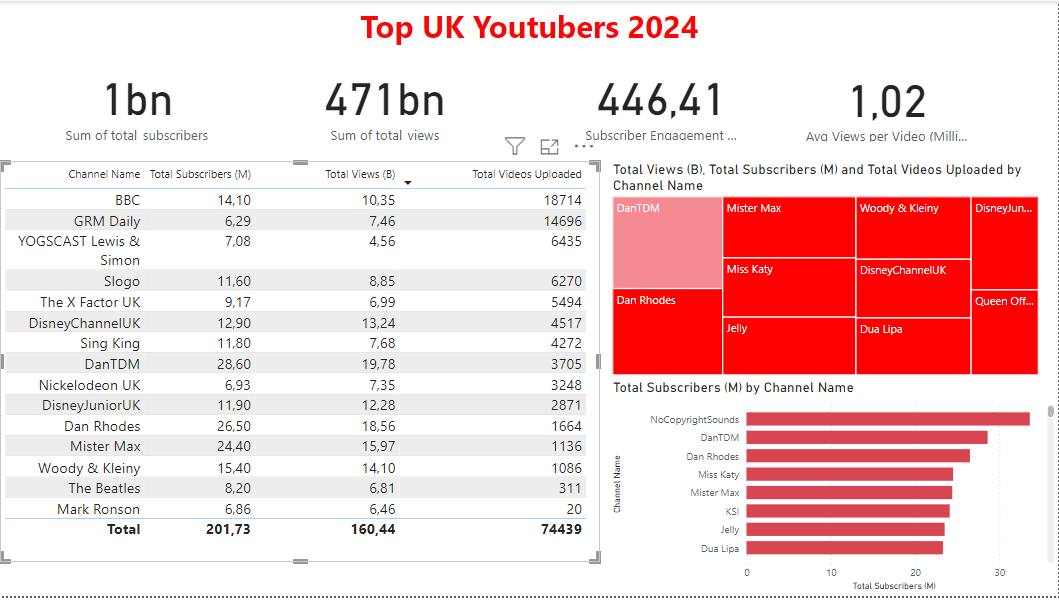 Top UK Youtubers 2024
1bn
Sum of total subscribers
471bn
Sum of total views
446,41
Subscriber Engagement ...
1,02
Avg Views per Video (Milli...
Channel Name Total Subscribers (M) Total Views (B) Total Videos Uploaded
BBC 14,10 10,35 18714
GRM Daily 6,29 7,46 14696
YOGSCAST Lewis & 7,08 4,56 6435
Simon
Slogo 11,60 8,85 6270
The X Factor UK 9,17 6,99 5494
DisneyChannelUK 12,90 13,24 4517
Sing King 11,80 7,68 4272
DanTDM 28,60 19,78 3705
Nickelodeon UK 6,93 7,35 3248
DisneyJuniorUK 11,90 12,28 2871
Dan Rhodes 26,50 18,56 1664
Mister Max 24,40 15,97 1136
Woody & Kleiny 15,40 14,10 1086
The Beatles 8,20 6,81 311
Mark Ronson 6,86 6,46 20
Total 201,73 160,44 74439
Total Views (B), Total Subscribers (M) and Total Videos Uploaded by
Channel Name
DanTDM
Dan Rhodes
Mister Max
Miss Katy
Jelly
Woody & Kleiny
DisneyChannelUK
Dua Lipa
DisneyJun...
Queen Off...
Total Subscribers (M) by Channel Name
Channel Name
NoCopyrightSounds
DanTDM
Dan Rhodes
Miss Katy
Mister Max
KSI
Jelly
Dua Lipa
0 10 20 30
Total Subscribers (M)